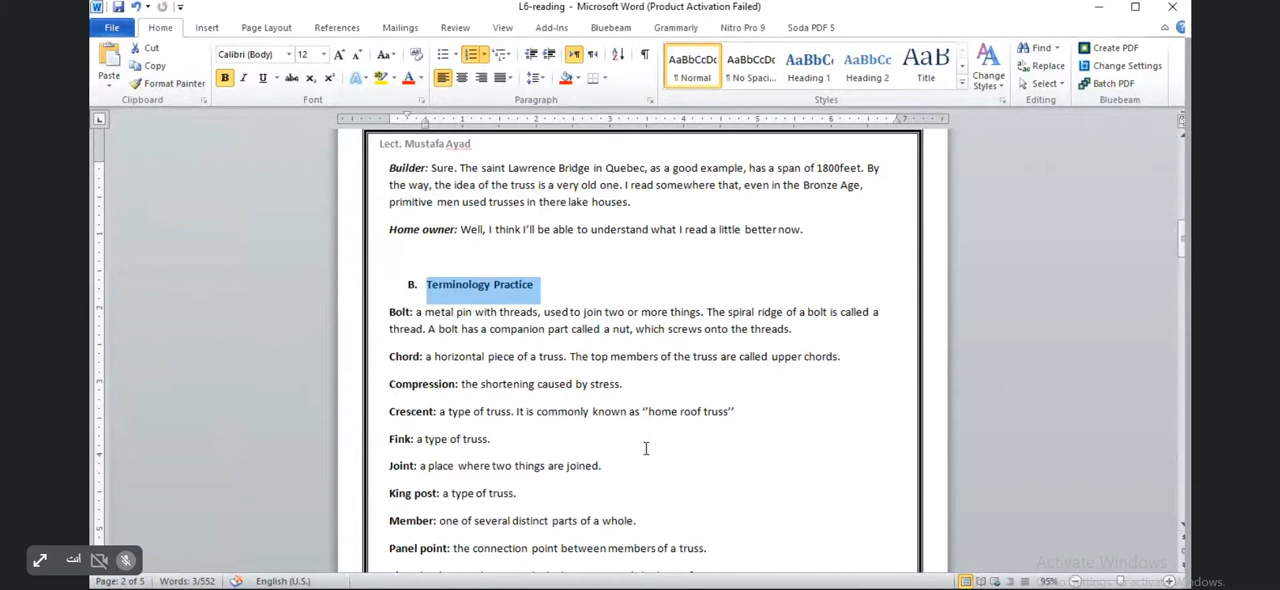 L6-reading - Microsoft Word (Product Activation Failed)
File Home Insert Page Layout References Mailings Review View Add-Ins Bluebeam Grammarly Nitro Pro 9 Soda PDF 5
Paste Cut Copy Format Painter
Calibri (Body) 12
AaBbCcDc AaBbCcDc AaBbCc AaBbCc AaB
¶ Normal ¶ No Spaci... Heading 1 Heading 2 Title
Change Styles
Find Replace Select
Create PDF Change Settings Batch PDF
Clipboard Font Paragraph Styles Editing Bluebeam
1 2 3 4 5 6 7
Lect. Mustafa Ayad
Builder: Sure. The saint Lawrence Bridge in Quebec, as a good example, has a span of 1800feet. By
the way, the idea of the truss is a very old one. I read somewhere that, even in the Bronze Age,
primitive men used trusses in there lake houses.
Home owner: Well, I think I'll be able to understand what I read a little better now.
B. Terminology Practice
Bolt: a metal pin with threads, used to join two or more things. The spiral ridge of a bolt is called a
thread. A bolt has a companion part called a nut, which screws onto the threads.
Chord: a horizontal piece of a truss. The top members of the truss are called upper chords.
Compression: the shortening caused by stress.
Crescent: a type of truss. It is commonly known as ‘’home roof truss’’
Fink: a type of truss.
Joint: a place where two things are joined.
King post: a type of truss.
Member: one of several distinct parts of a whole.
Panel point: the connection point between members of a truss.
انت
Activate Windows
Page: 2 of 5 Words: 3/552 English (U.S.) 95%